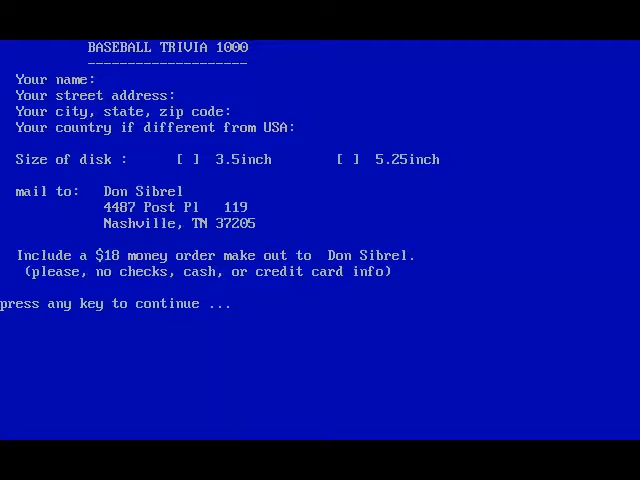 BASEBALL TRIVIA 1000
--------------------
Your name:
Your street address:
Your city, state, zip code:
Your country if different from USA:
Size of disk :      [ ]  3.5inch        [ ]  5.25inch
mail to:   Don Sibrel
4487 Post Pl   119
Nashville, TN 37205
Include a $18 money order make out to  Don Sibrel.
(please, no checks, cash, or credit card info)
press any key to continue ...